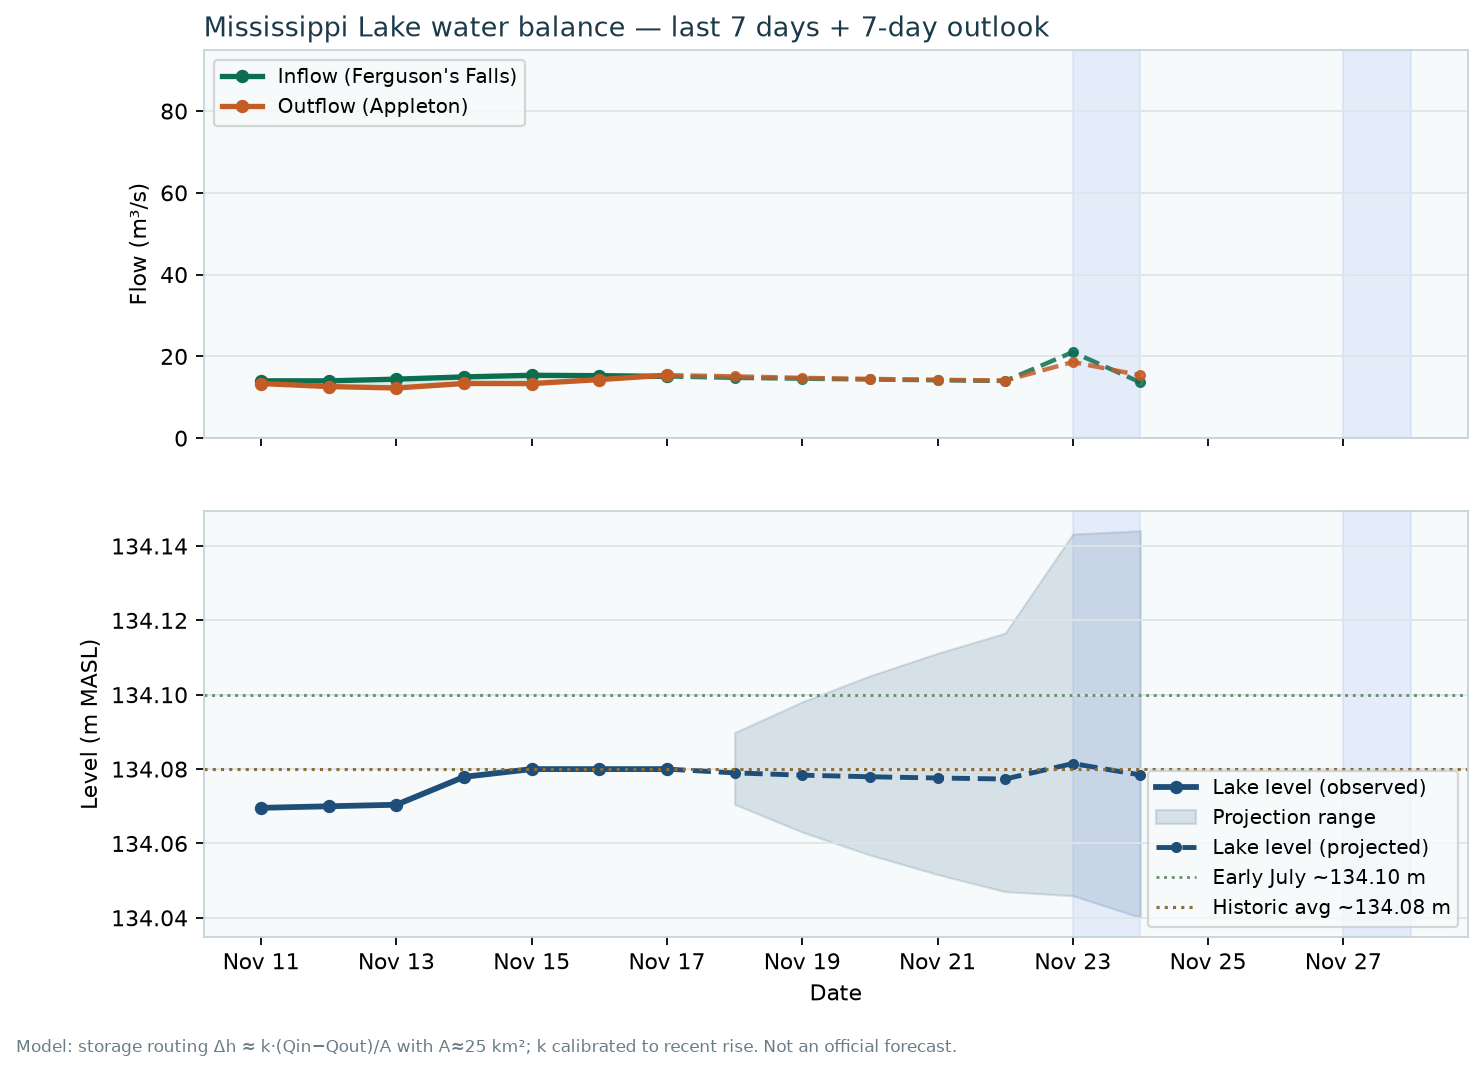 Mississippi Lake water balance — last 7 days + 7-day outlook
Inflow (Ferguson's Falls)
Outflow (Appleton)
Flow (m³/s)
80
60
40
20
0
Level (m MASL)
134.14
134.12
134.10
134.08
134.06
134.04
Lake level (observed)
Projection range
Lake level (projected)
Early July ~134.10 m
Historic avg ~134.08 m
Nov 11 Nov 13 Nov 15 Nov 17 Nov 19 Nov 21 Nov 23 Nov 25 Nov 27
Date
Model: storage routing Δh ≈ k·(Qin−Qout)/A with A≈25 km²; k calibrated to recent rise. Not an official forecast.